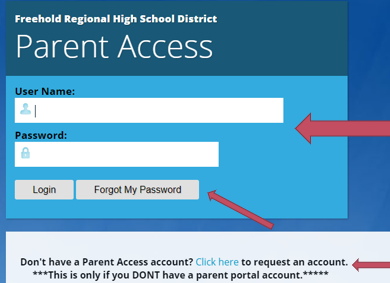 Freehold Regional High School District
Parent Access
User Name:
Password:
Login Forgot My Password
Don't have a Parent Access account? Click here to request an account.
***This is only if you DONT have a parent portal account.*****